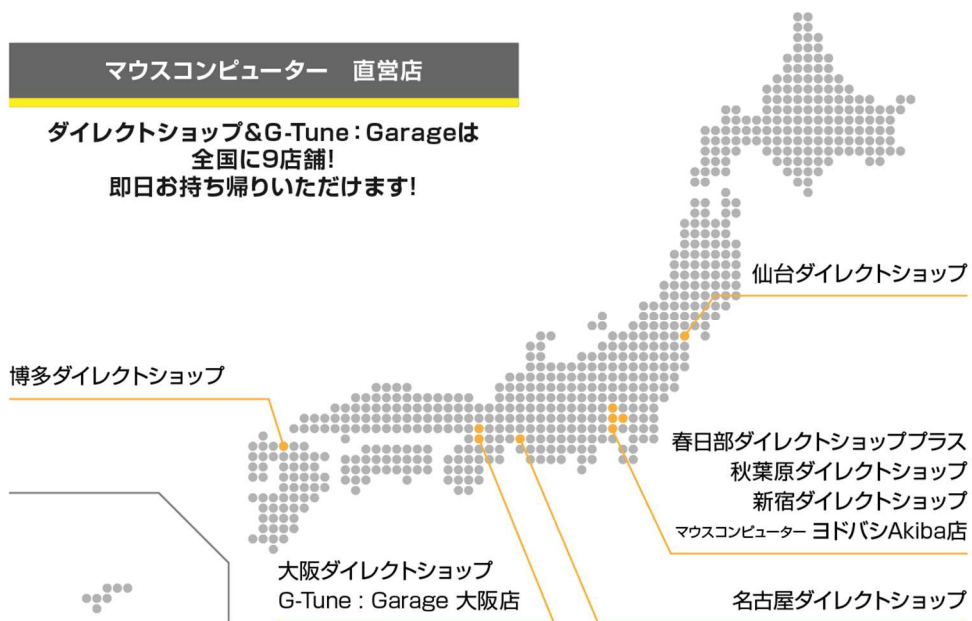 マウスコンピューター　直営店
ダイレクトショップ&G-Tune：Garageは
全国に9店舗!
即日お持ち帰りいただけます!
仙台ダイレクトショップ
博多ダイレクトショップ
春日部ダイレクトショッププラス
秋葉原ダイレクトショップ
新宿ダイレクトショップ
マウスコンピューター ヨドバシAkiba店
大阪ダイレクトショップ
G-Tune : Garage 大阪店
名古屋ダイレクトショップ